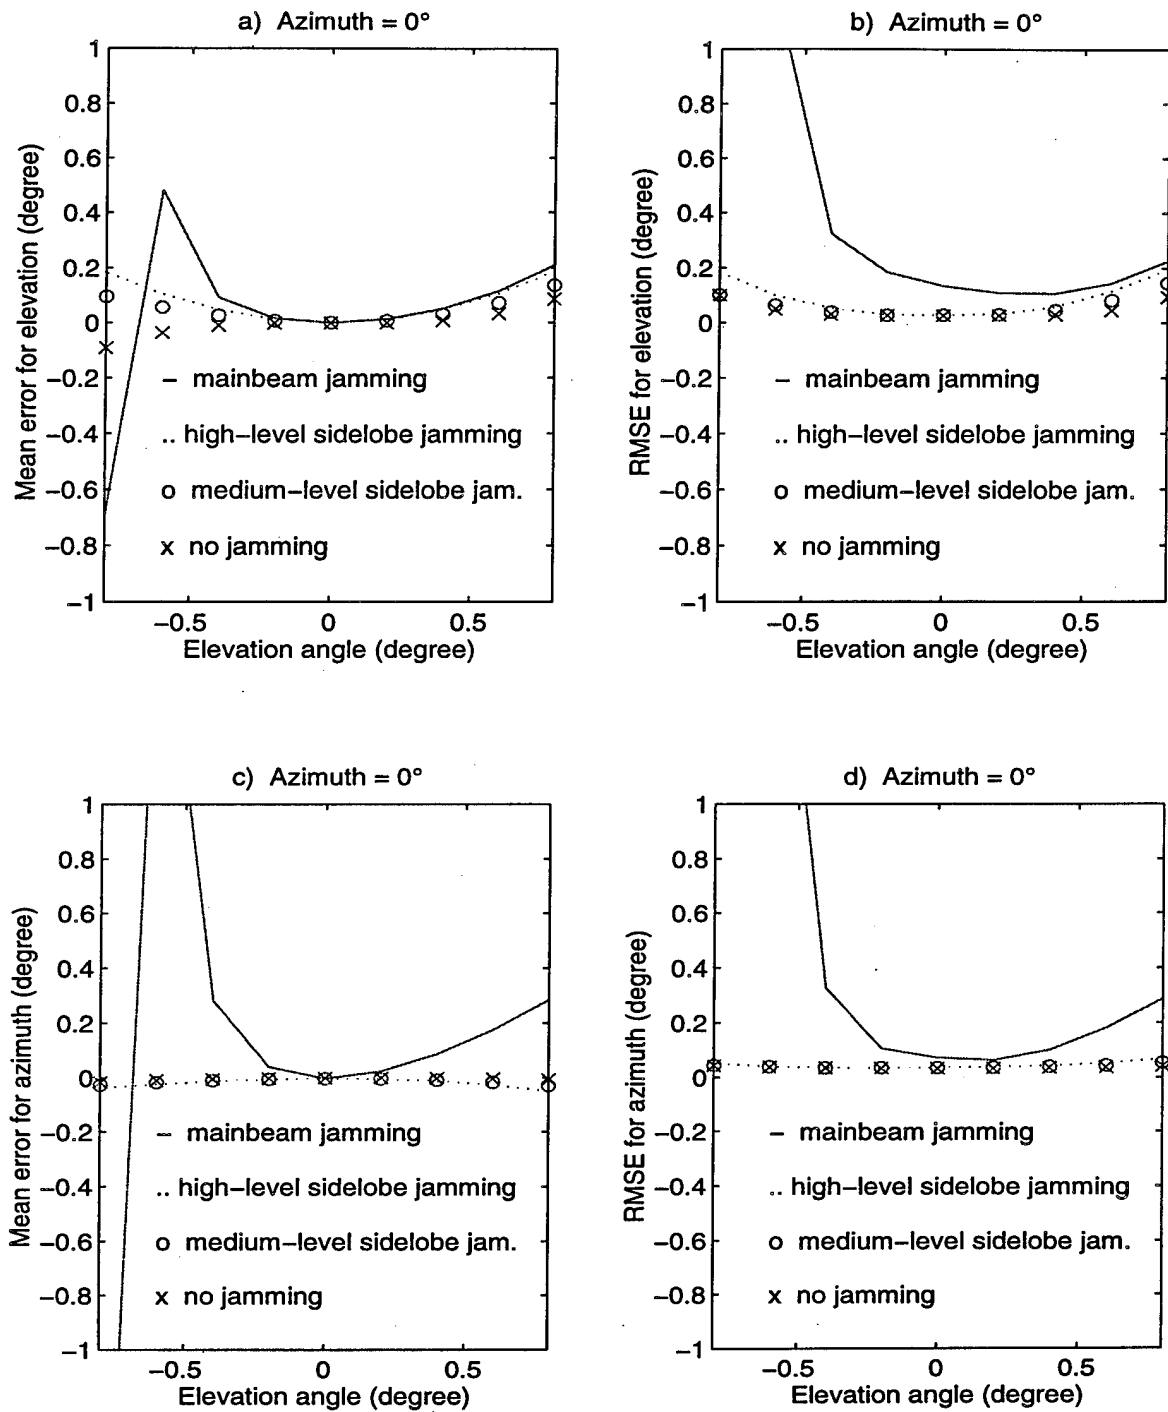 a) Azimuth = 0°
Mean error for elevation (degree)
1
0.8
0.6
0.4
0.2
0
−0.2
−0.4
−0.6
−0.8
−1
– mainbeam jamming
.. high−level sidelobe jamming
o medium−level sidelobe jam.
x no jamming
−0.5 0 0.5
Elevation angle (degree)
b) Azimuth = 0°
RMSE for elevation (degree)
1
0.8
0.6
0.4
0.2
0
−0.2
−0.4
−0.6
−0.8
−1
– mainbeam jamming
.. high−level sidelobe jamming
o medium−level sidelobe jam.
x no jamming
−0.5 0 0.5
Elevation angle (degree)
c) Azimuth = 0°
Mean error for azimuth (degree)
1
0.8
0.6
0.4
0.2
0
−0.2
−0.4
−0.6
−0.8
−1
– mainbeam jamming
.. high−level sidelobe jamming
o medium−level sidelobe jam.
x no jamming
−0.5 0 0.5
Elevation angle (degree)
d) Azimuth = 0°
RMSE for azimuth (degree)
1
0.8
0.6
0.4
0.2
0
−0.2
−0.4
−0.6
−0.8
−1
– mainbeam jamming
.. high−level sidelobe jamming
o medium−level sidelobe jam.
x no jamming
−0.5 0 0.5
Elevation angle (degree)